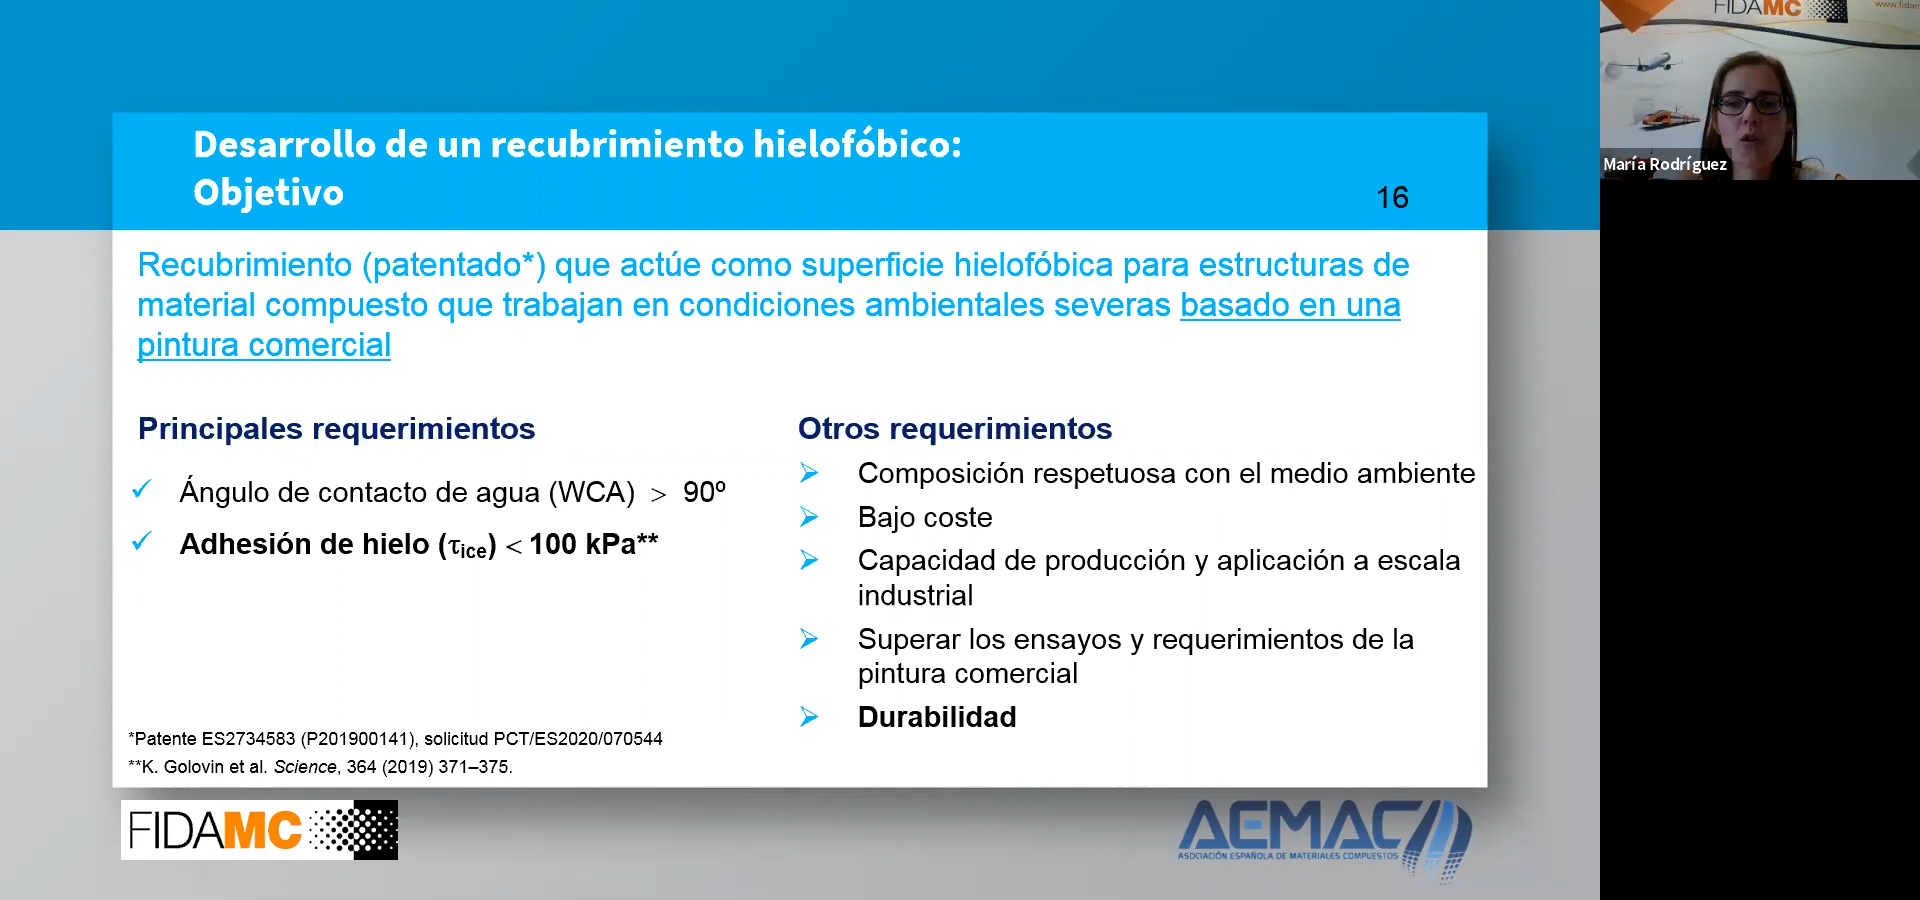 Desarrollo de un recubrimiento hielofóbico:
Objetivo
16
Recubrimiento (patentado*) que actúe como superficie hielofóbica para estructuras de
material compuesto que trabajan en condiciones ambientales severas basado en una
pintura comercial
Principales requerimientos
Ángulo de contacto de agua (WCA) > 90º
Adhesión de hielo (τice) < 100 kPa**
Otros requerimientos
Composición respetuosa con el medio ambiente
Bajo coste
Capacidad de producción y aplicación a escala
industrial
Superar los ensayos y requerimientos de la
pintura comercial
Durabilidad
*Patente ES2734583 (P201900141), solicitud PCT/ES2020/070544
**K. Golovin et al. Science, 364 (2019) 371–375.
FIDAMC
AEMAC
ASOCIACIÓN ESPAÑOLA DE MATERIALES COMPUESTOS
FIDAMC
www.fidam
María Rodríguez